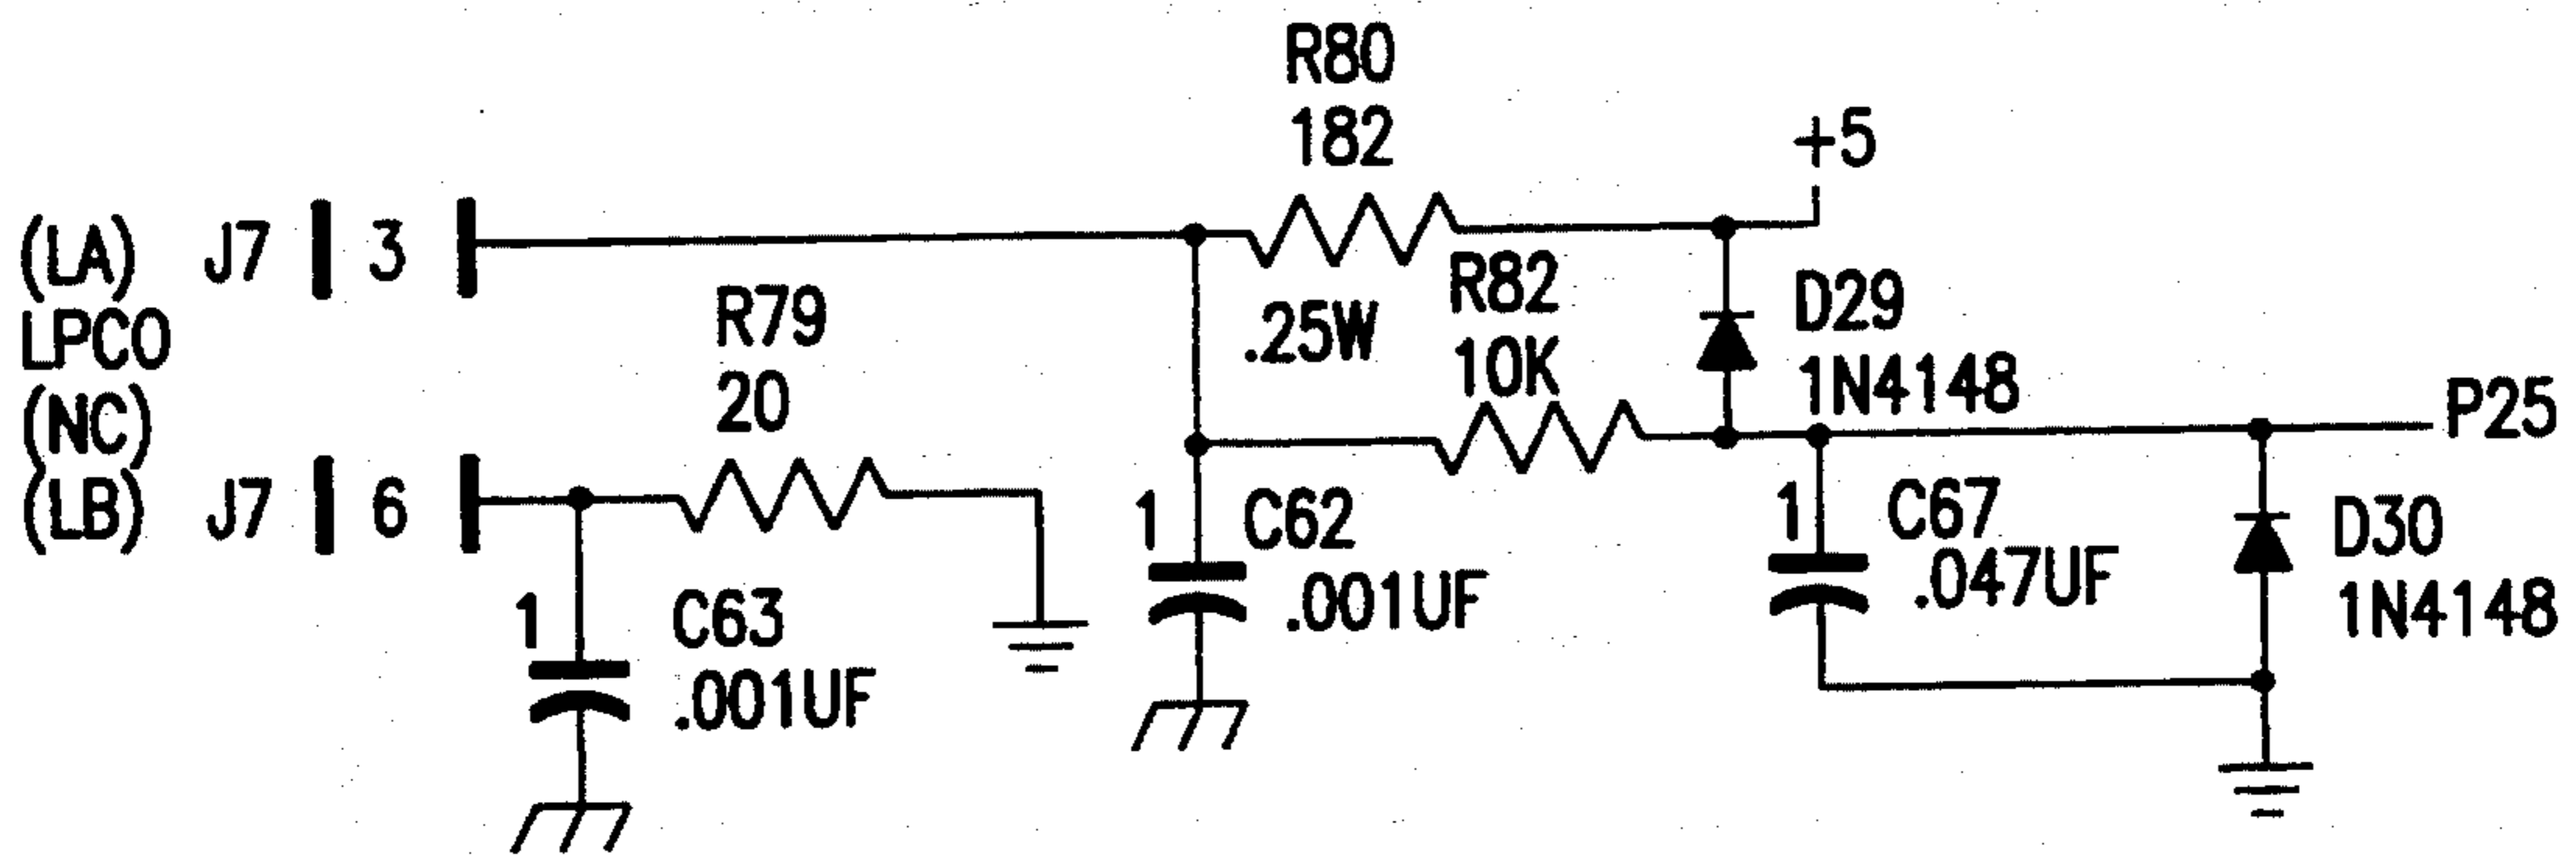 R80
182
+5
(LA) J7 3
.25W
R82
10K
D29
1N4148
LPCO
R79
20
(NC)
P25
(LB) J7 6
1 C62
.001UF
1 C67
.047UF
D30
1N4148
1 C63
.001UF